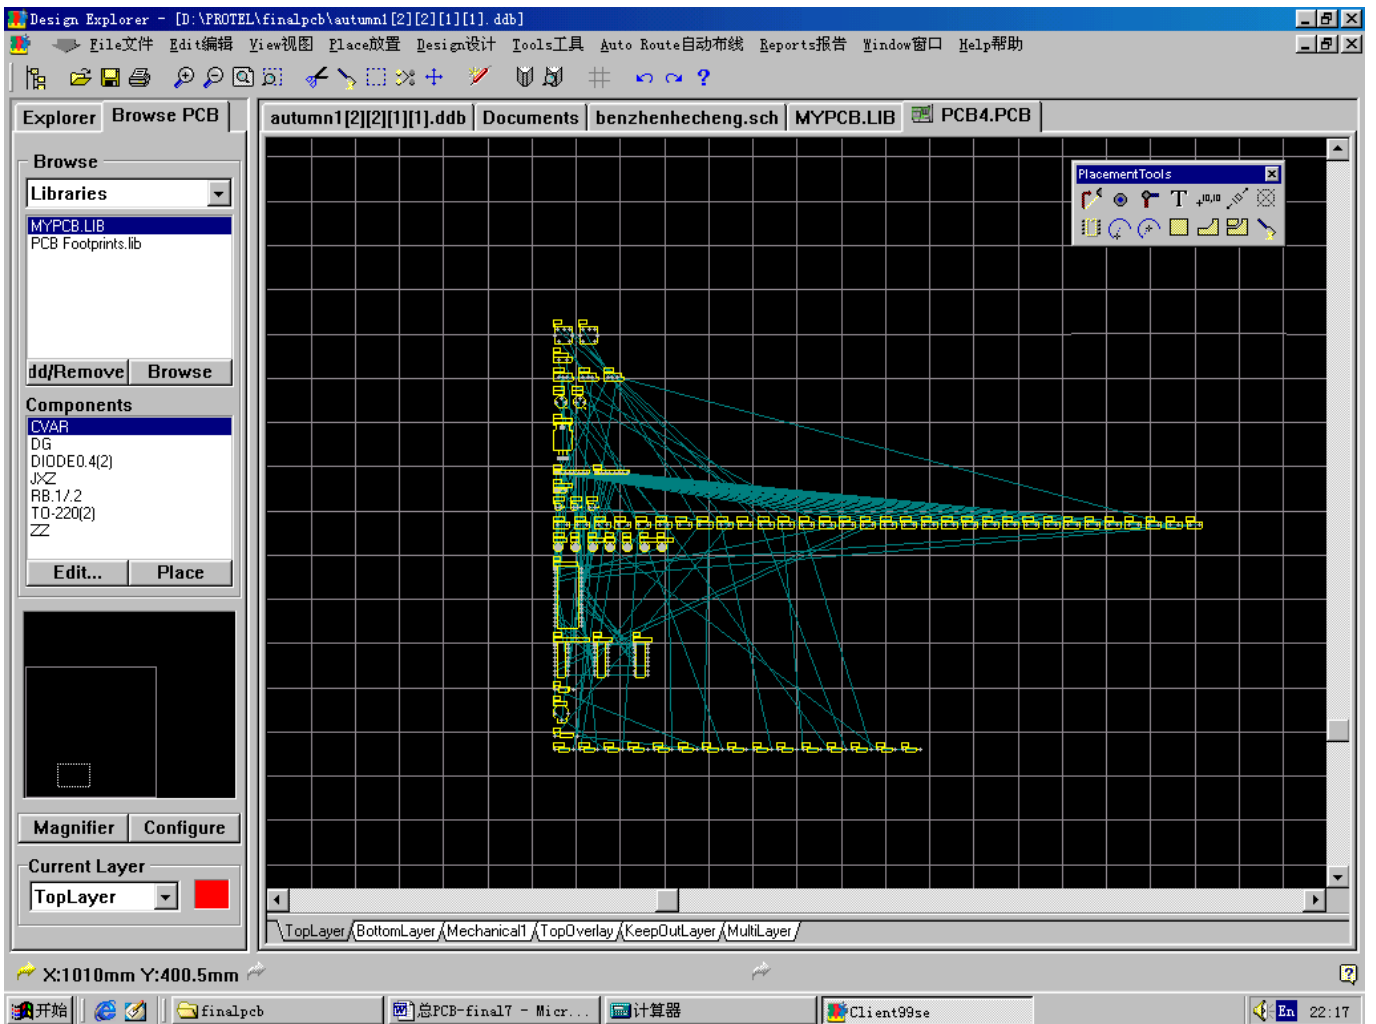 Design Explorer - [D:\PROTEL\finalpcb\autumn1[2][2][1][1].ddb]
File文件 Edit编辑 View视图 Place放置 Design设计 Tools工具 Auto Route自动布线 Reports报告 Window窗口 Help帮助
Explorer Browse PCB
autumn1[2][2][1][1].ddb Documents benzhenhecheng.sch MYPCB.LIB PCB4.PCB
Browse
Libraries
MYPCB.LIB
PCB Footprints.lib
dd/Remove Browse
Components
CVAR
DG
DIODE0.4(2)
JXZ
RB.1/.2
TO-220(2)
ZZ
Edit... Place
Magnifier Configure
Current Layer
TopLayer
PlacementTools
T +10,10
TopLayer BottomLayer Mechanical1 TopOverlay KeepOutLayer MultiLayer
X:1010mm Y:400.5mm
开始 finalpcb 总PCB-final7 - Micr... 计算器 Client99se En 22:17